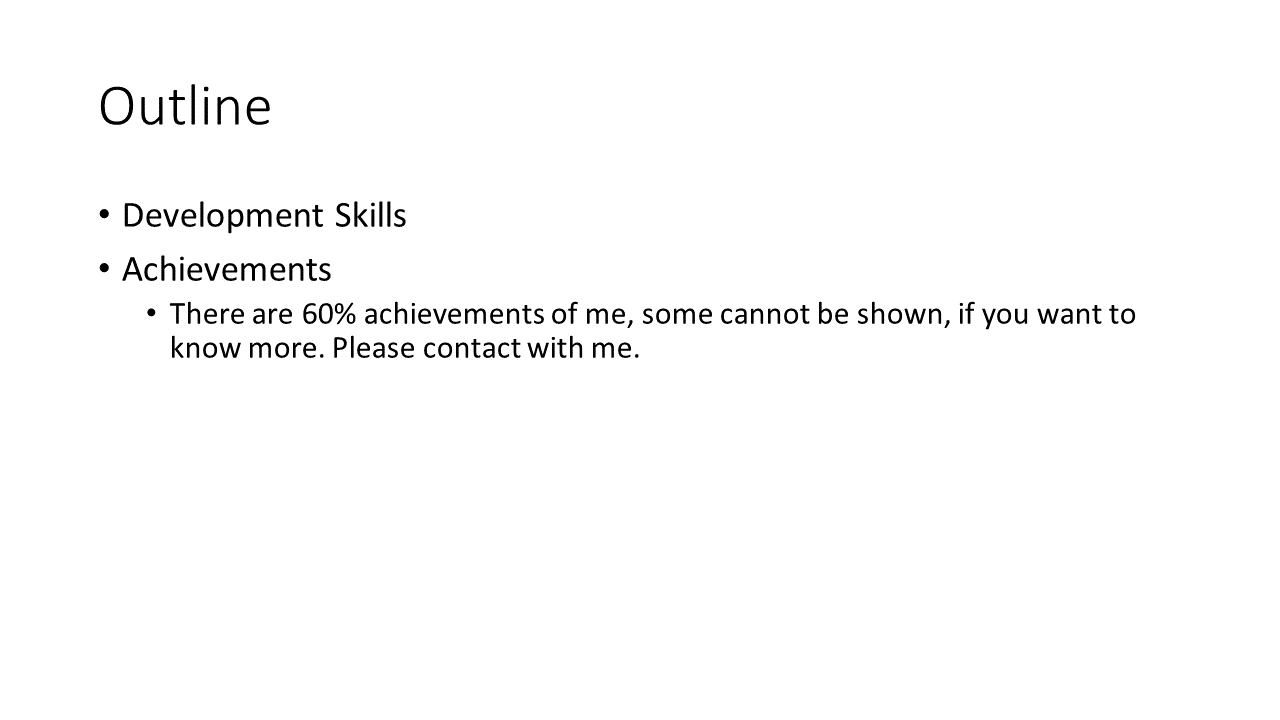 Outline
• Development Skills
• Achievements
• There are 60% achievements of me, some cannot be shown, if you want to
know more. Please contact with me.